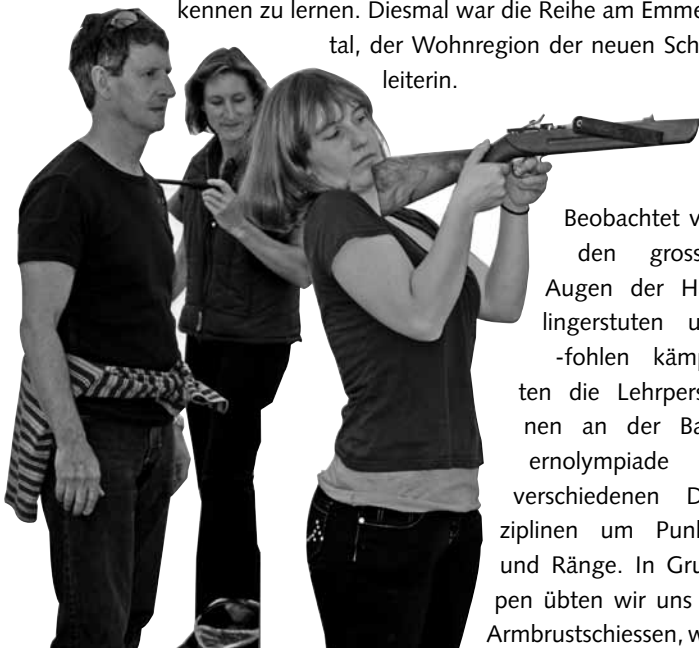 kennen zu lernen. Diesmal war die Reihe am Emme
tal, der Wohnregion der neuen Sch
leiterin.
Beobachtet v
den gross
Augen der H
lingerstuten u
-fohlen kämp
ten die Lehrpers
nen an der Ba
ernolympiade
verschiedenen D
ziplinen um Punk
und Ränge. In Gru
pen übten wir uns
Armbrustschiessen, w